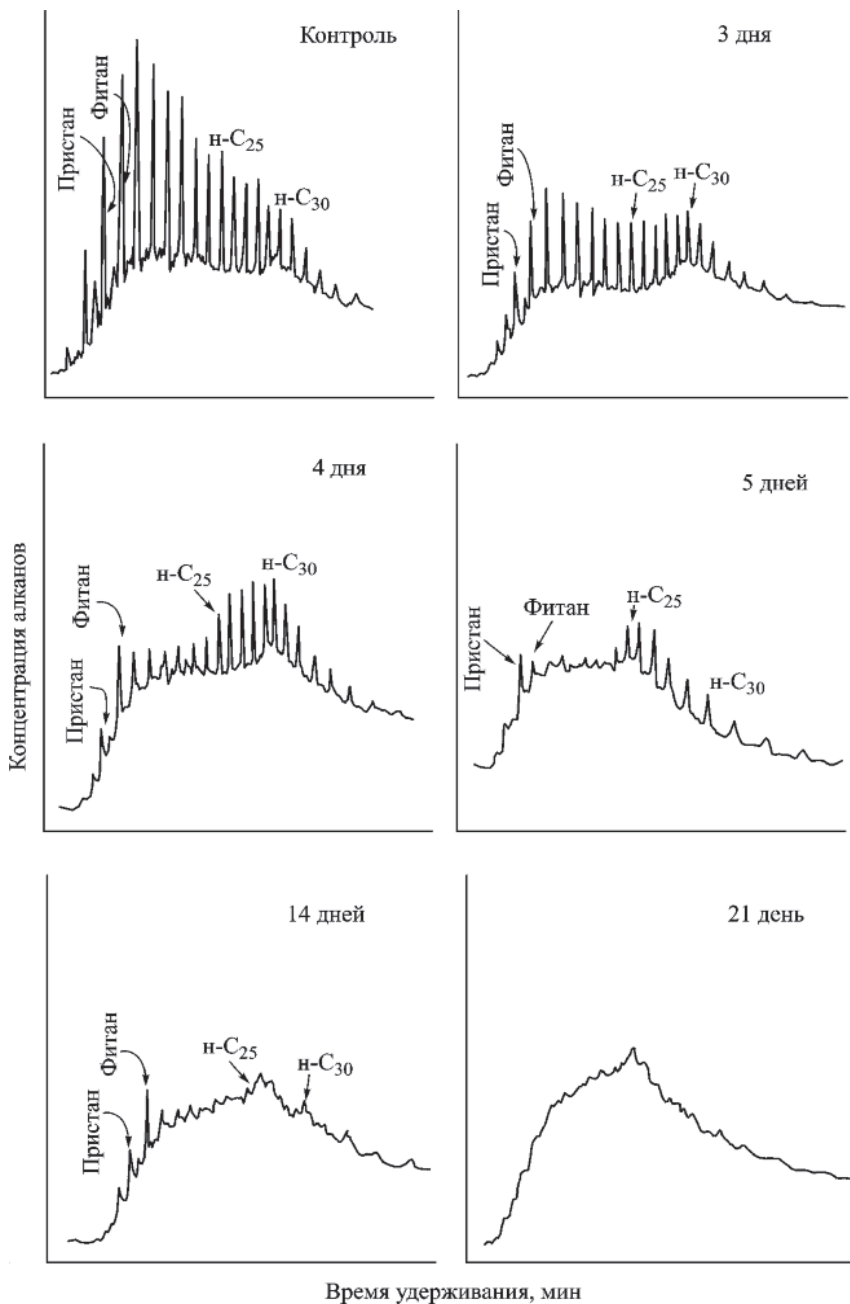 Контроль
Пристан
Фитан
н-C25
н-C30
3 дня
Пристан
Фитан
н-C25
н-C30
Концентрация алканов
4 дня
Пристан
Фитан
н-C25
н-C30
5 дней
Пристан
Фитан
н-C25
н-C30
14 дней
Пристан
Фитан
н-C25
н-C30
21 день
Время удерживания, мин